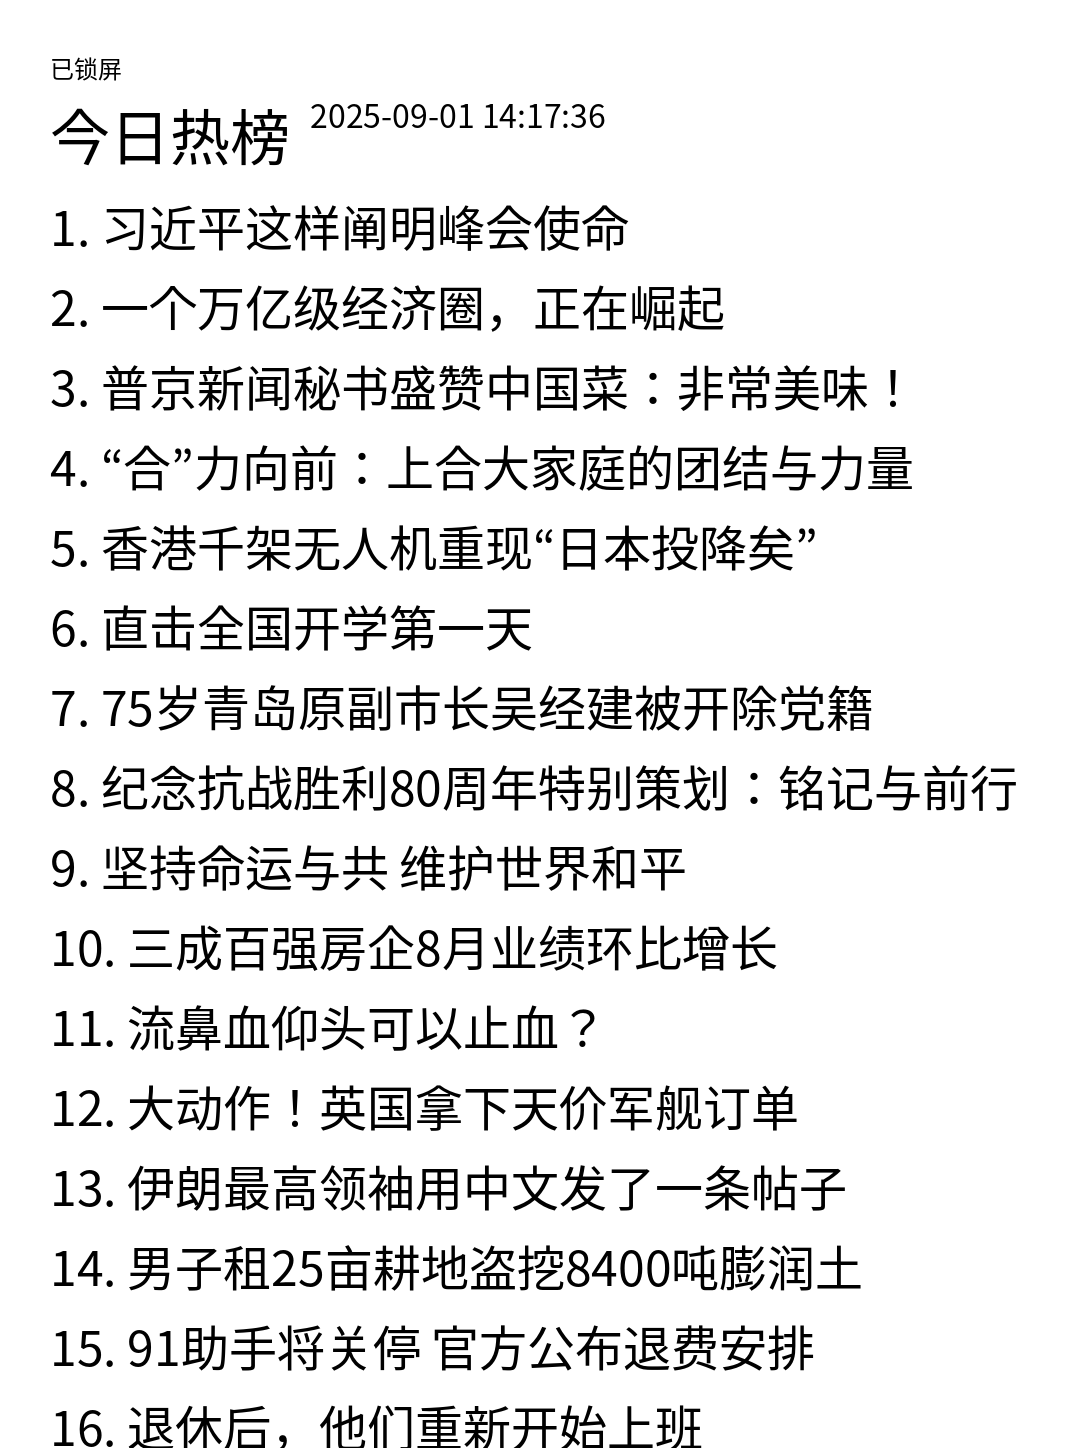 已锁屏
今日热榜 2025-09-01 14:17:36
1. 习近平这样阐明峰会使命
2. 一个万亿级经济圈，正在崛起
3. 普京新闻秘书盛赞中国菜：非常美味！
4. “合”力向前：上合大家庭的团结与力量
5. 香港千架无人机重现“日本投降矣”
6. 直击全国开学第一天
7. 75岁青岛原副市长吴经建被开除党籍
8. 纪念抗战胜利80周年特别策划：铭记与前行
9. 坚持命运与共 维护世界和平
10. 三成百强房企8月业绩环比增长
11. 流鼻血仰头可以止血？
12. 大动作！英国拿下天价军舰订单
13. 伊朗最高领袖用中文发了一条帖子
14. 男子租25亩耕地盗挖8400吨膨润土
15. 91助手将关停 官方公布退费安排
16. 退休后，他们重新开始上班